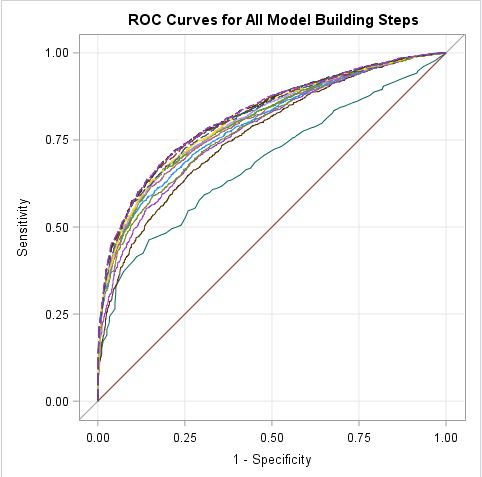 ROC Curves for All Model Building Steps
1.00
0.75
0.50
0.25
0.00
Sensitivity
0.00 0.25 0.50 0.75 1.00
1 - Specificity